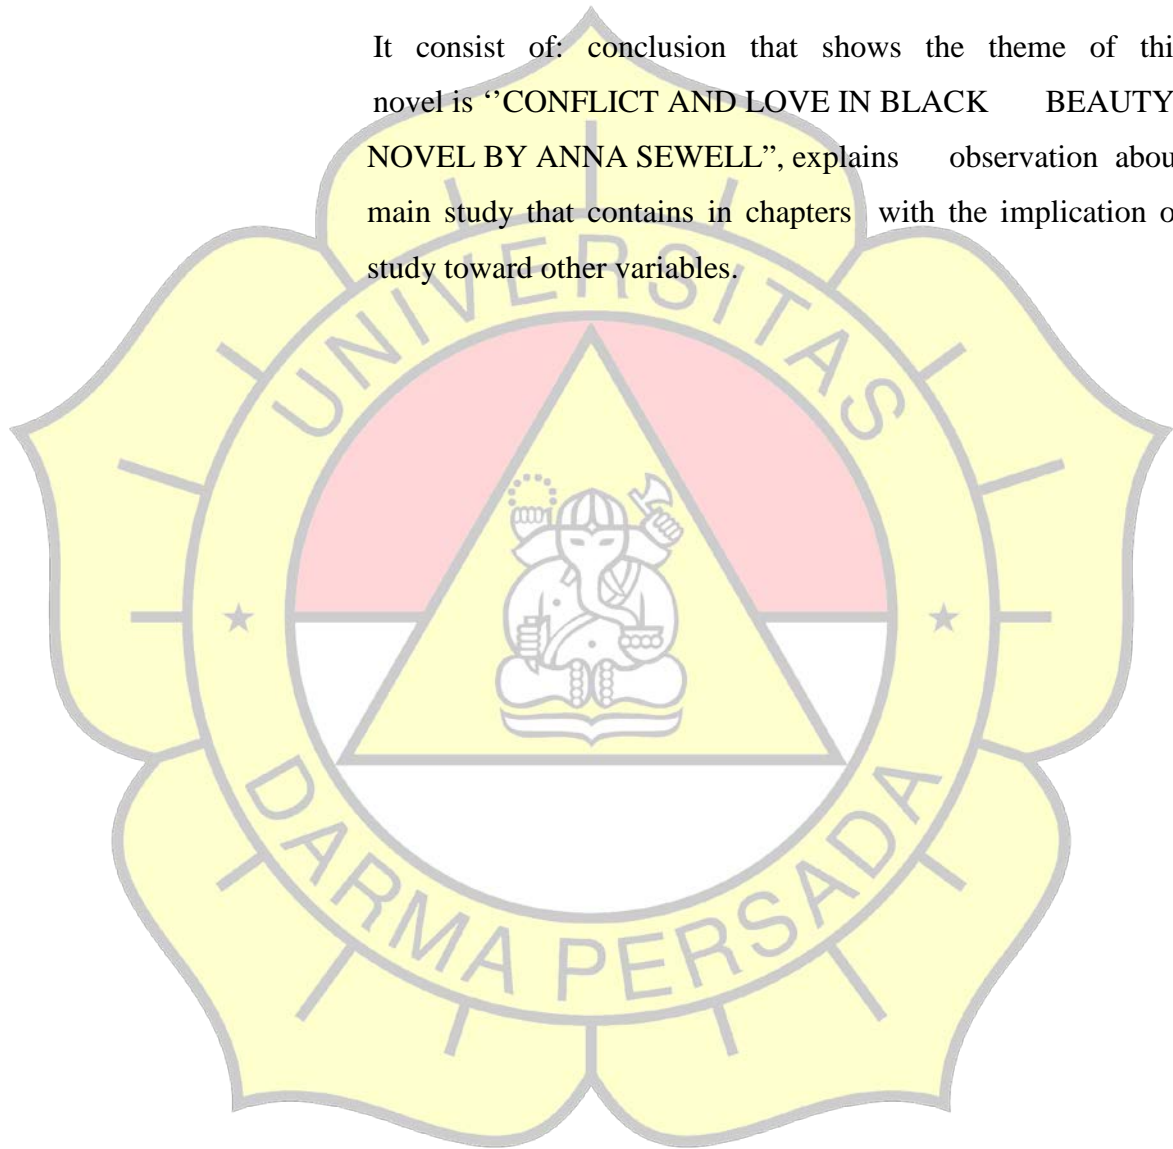 It consist of: conclusion that shows the theme of thi
novel is ‘’CONFLICT AND LOVE IN BLACK BEAUTY
NOVEL BY ANNA SEWELL”, explains observation abou
main study that contains in chapters with the implication o
study toward other variables.
UNIVERSITAS
DARMA PERSADA